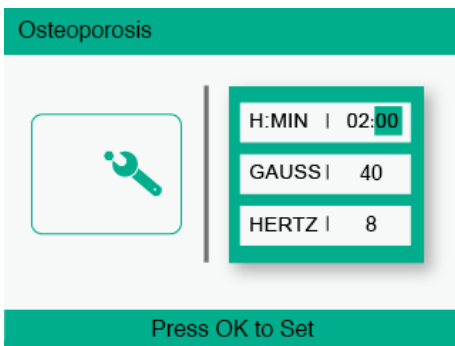 Osteoporosis
H:MIN | 02:00
GAUSS | 40
HERTZ | 8
Press OK to Set